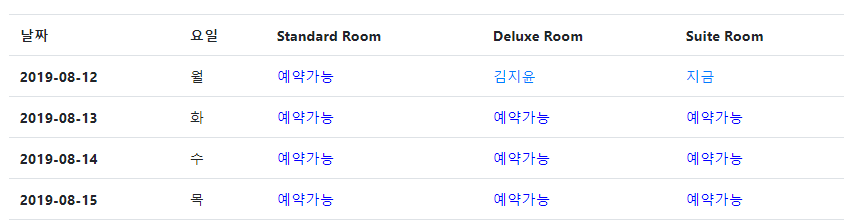 날짜 요일 Standard Room Deluxe Room Suite Room
2019-08-12 월 예약가능 김지윤 지금
2019-08-13 화 예약가능 예약가능 예약가능
2019-08-14 수 예약가능 예약가능 예약가능
2019-08-15 목 예약가능 예약가능 예약가능